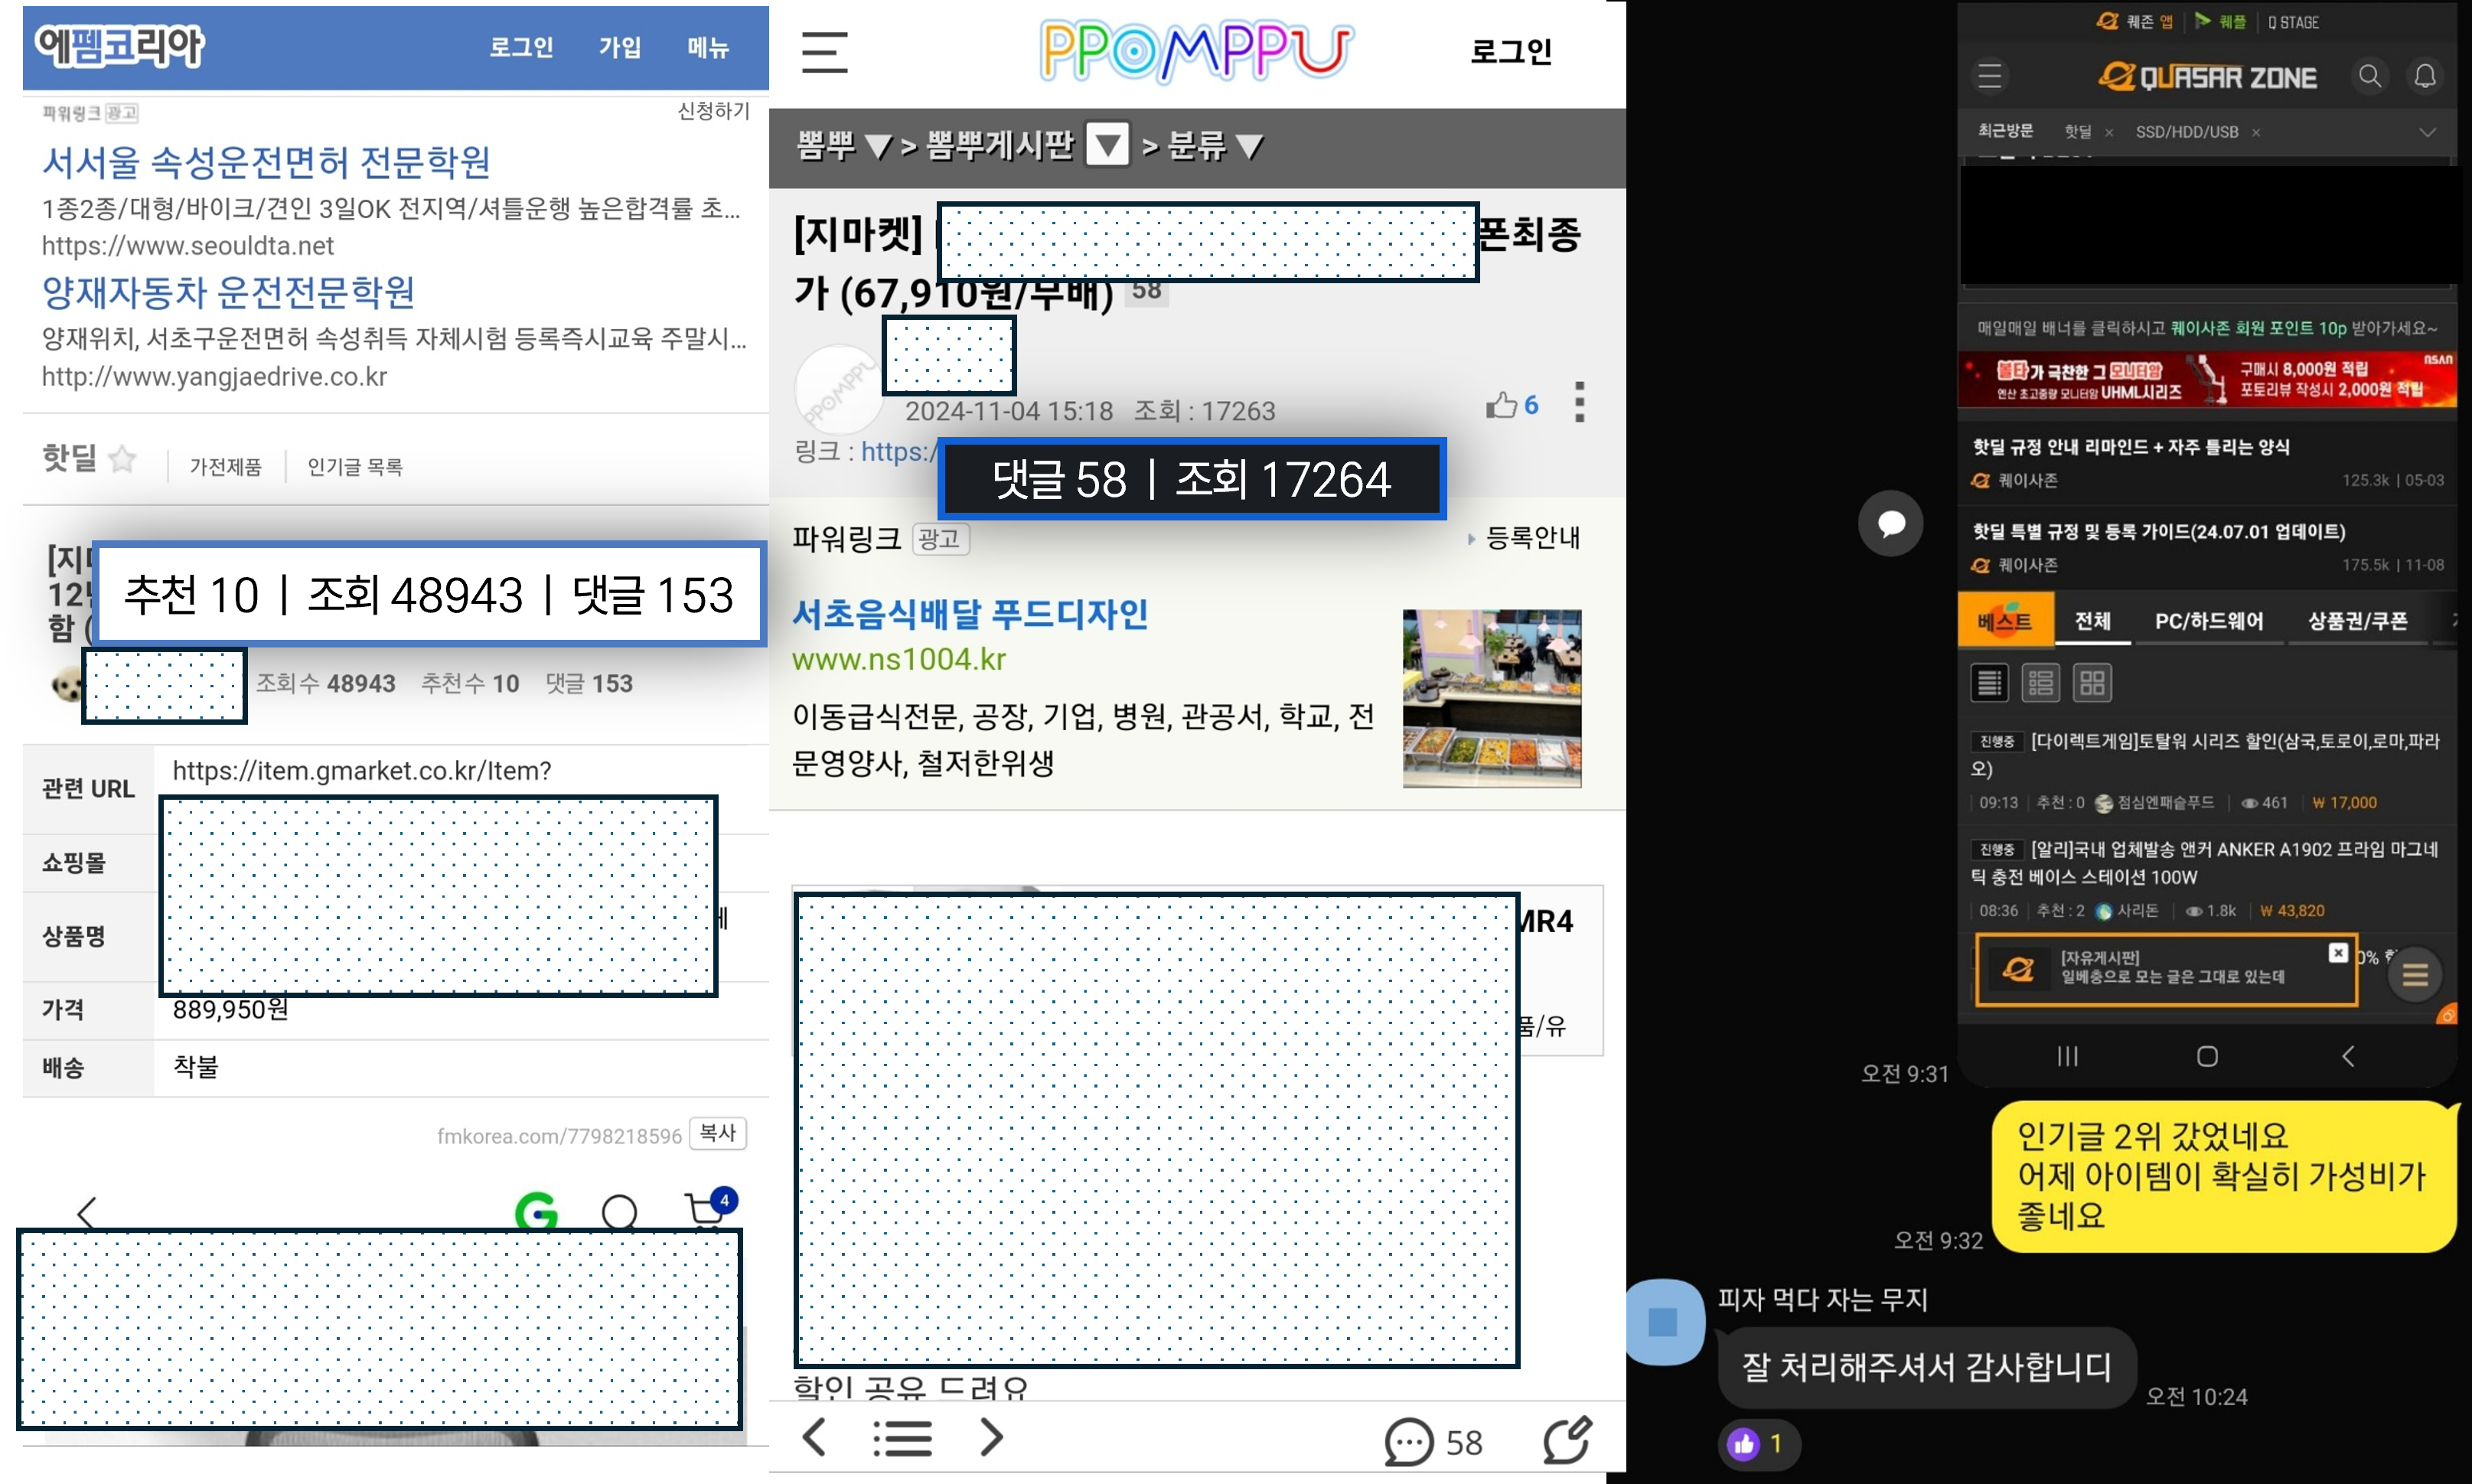 에펨코리아
로그인 가입 메뉴
파워링크 광고
신청하기
서서울 속성운전면허 전문학원
1종2종/대형/바이크/견인 3일OK 전지역/셔틀운행 높은합격률 초...
https://www.seouldta.net
양재자동차 운전전문학원
양재위치, 서초구운전면허 속성취득 자체시험 등록즉시교육 주말시...
http://www.yangjaedrive.co.kr
핫딜
가전제품
인기글 목록
[지
12
함 (
추천 10 | 조회 48943 | 댓글 153
조회수 48943 추천수 10 댓글 153
관련 URL
https://item.gmarket.co.kr/Item?
쇼핑몰
상품명
가격
889,950원
배송
착불
fmkorea.com/7798218596 복사
4
PPOMPPU
로그인
뽐뿌 ▼ > 뽐뿌게시판 ▼ > 분류 ▼
[지마켓]
폰최종
가 (67,910원/무배) 58
PPOMPPU
2024-11-04 15:18 조회 : 17263
6
링크 : https:/
댓글 58 | 조회 17264
파워링크 광고
등록안내
서초음식배달 푸드디자인
www.ns1004.kr
이동급식전문, 공장, 기업, 병원, 관공서, 학교, 전
문영양사, 철저한위생
MR4
품/유
할인 공유 드려요
58
퀘존 앱 | 퀘플 | Q STAGE
QUASAR ZONE
최근방문 핫딜 × SSD/HDD/USB ×
매일매일 배너를 클릭하시고 퀘이사존 회원 포인트 10p 받아가세요~
볼타가 극찬한 그 모니터암
엔산 초고중량 모니터암 UHML시리즈
구매시 8,000원 적립
포토리뷰 작성시 2,000원 적립
핫딜 규정 안내 리마인드 + 자주 틀리는 양식
퀘이사존
125.3k | 05-03
핫딜 특별 규정 및 등록 가이드(24.07.01 업데이트)
퀘이사존
175.5k | 11-08
베스트 전체 PC/하드웨어 상품권/쿠폰
진행중 [다이렉트게임]토탈워 시리즈 할인(삼국,토로이,로마,파라
오)
09:13 추천 : 0 점심엔패슽푸드 461 ₩ 17,000
진행중 [알리]국내 업체발송 앤커 ANKER A1902 프라임 마그네
틱 충전 베이스 스테이션 100W
08:36 추천 : 2 사리돈 1.8k ₩ 43,820
[자유게시판]
일베충으로 모는 글은 그대로 있는데
0%
오전 9:31
인기글 2위 갔었네요
어제 아이템이 확실히 가성비가
좋네요
오전 9:32
피자 먹다 자는 무지
잘 처리해주셔서 감사합니디
오전 10:24
1